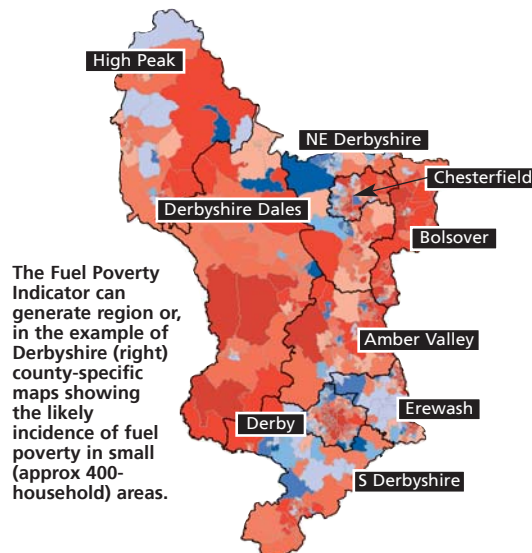 High Peak
NE Derbyshire
Chesterfield
Derbyshire Dales
Bolsover
The Fuel Poverty
Indicator can
generate region or,
in the example of
Derbyshire (right)
county-specific
maps showing
the likely
incidence of fuel
poverty in small
(approx 400-
household) areas.
Amber Valley
Erewash
Derby
S Derbyshire